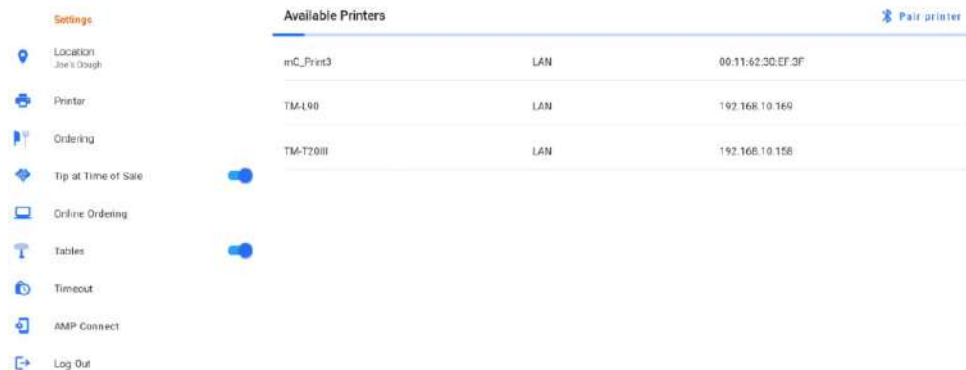 Settings
Available Printers
Pair printer
Location
Joe's Dough
mC_Print3 LAN 00:11:62:30:EF:3F
Printer
TM-L90 LAN 192.168.10.169
Ordering
TM-T20III LAN 192.168.10.158
Tip at Time of Sale
Online Ordering
Tables
Timeout
AMP Connect
Log Out